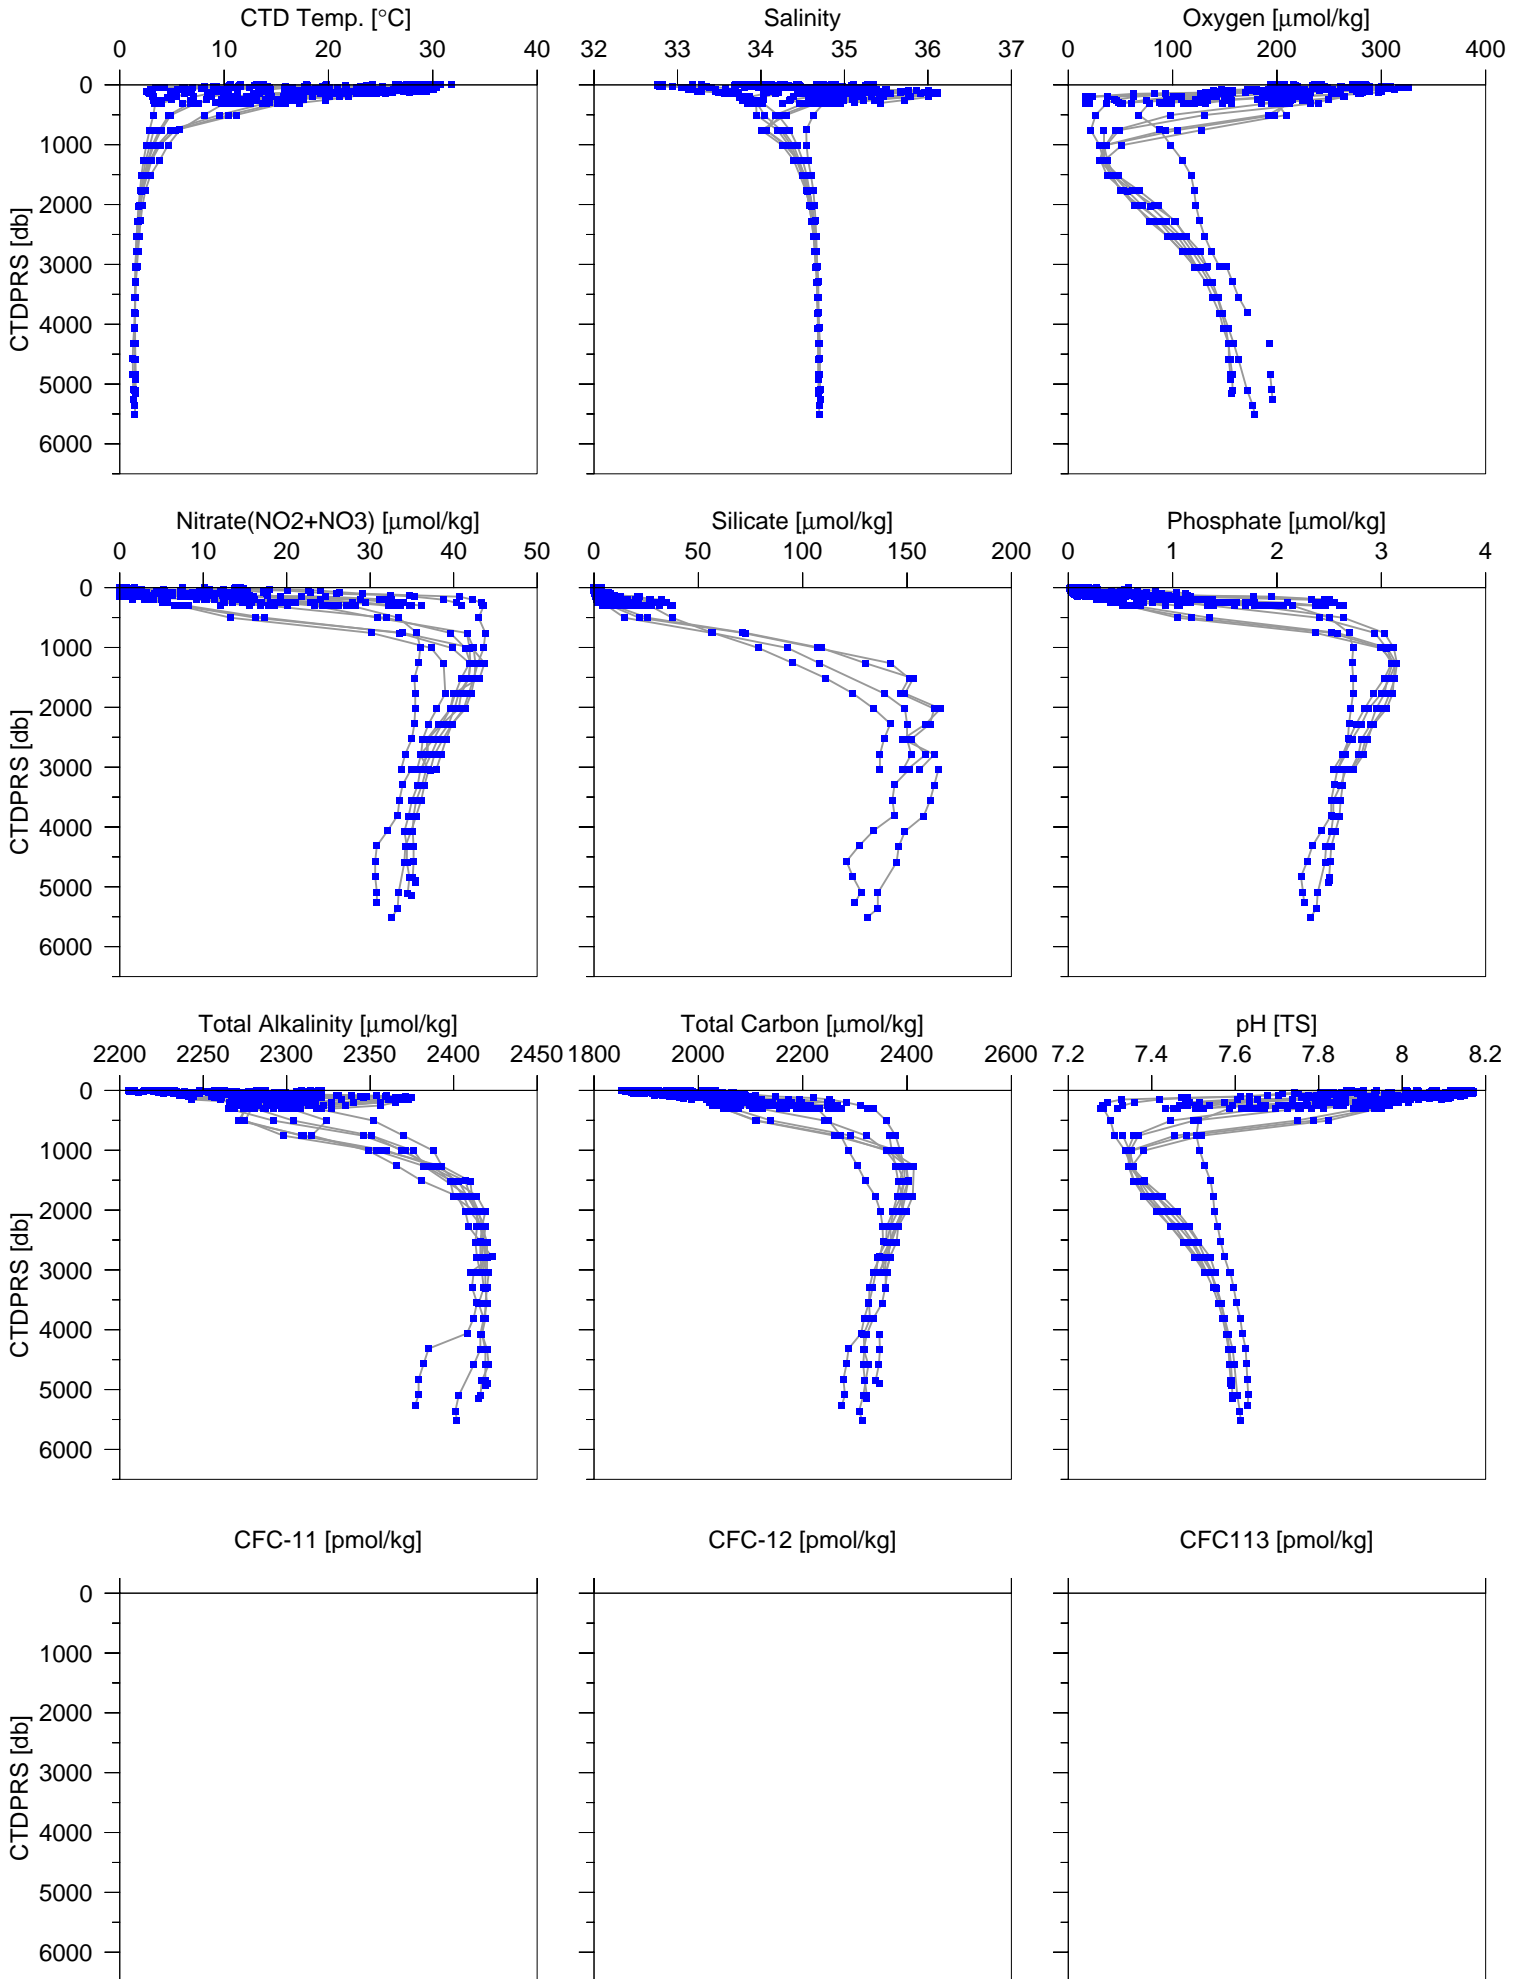 CTD Temp. [°C] Salinity Oxygen [μmol/kg]
0 10 20 30 40 32 33 34 35 36 37 0 100 200 300 400
0
1000
2000
3000
4000
5000
6000
CTDPRS [db]
Nitrate(NO2+NO3) [μmol/kg] Silicate [μmol/kg] Phosphate [μmol/kg]
0 10 20 30 40 50 0 50 100 150 200 0 1 2 3 4
0
1000
2000
3000
4000
5000
6000
CTDPRS [db]
Total Alkalinity [μmol/kg] Total Carbon [μmol/kg] pH [TS]
2200 2250 2300 2350 2400 2450 1800 2000 2200 2400 2600 7.2 7.4 7.6 7.8 8 8.2
0
1000
2000
3000
4000
5000
6000
CTDPRS [db]
CFC-11 [pmol/kg] CFC-12 [pmol/kg] CFC113 [pmol/kg]
0
1000
2000
3000
4000
5000
6000
CTDPRS [db]